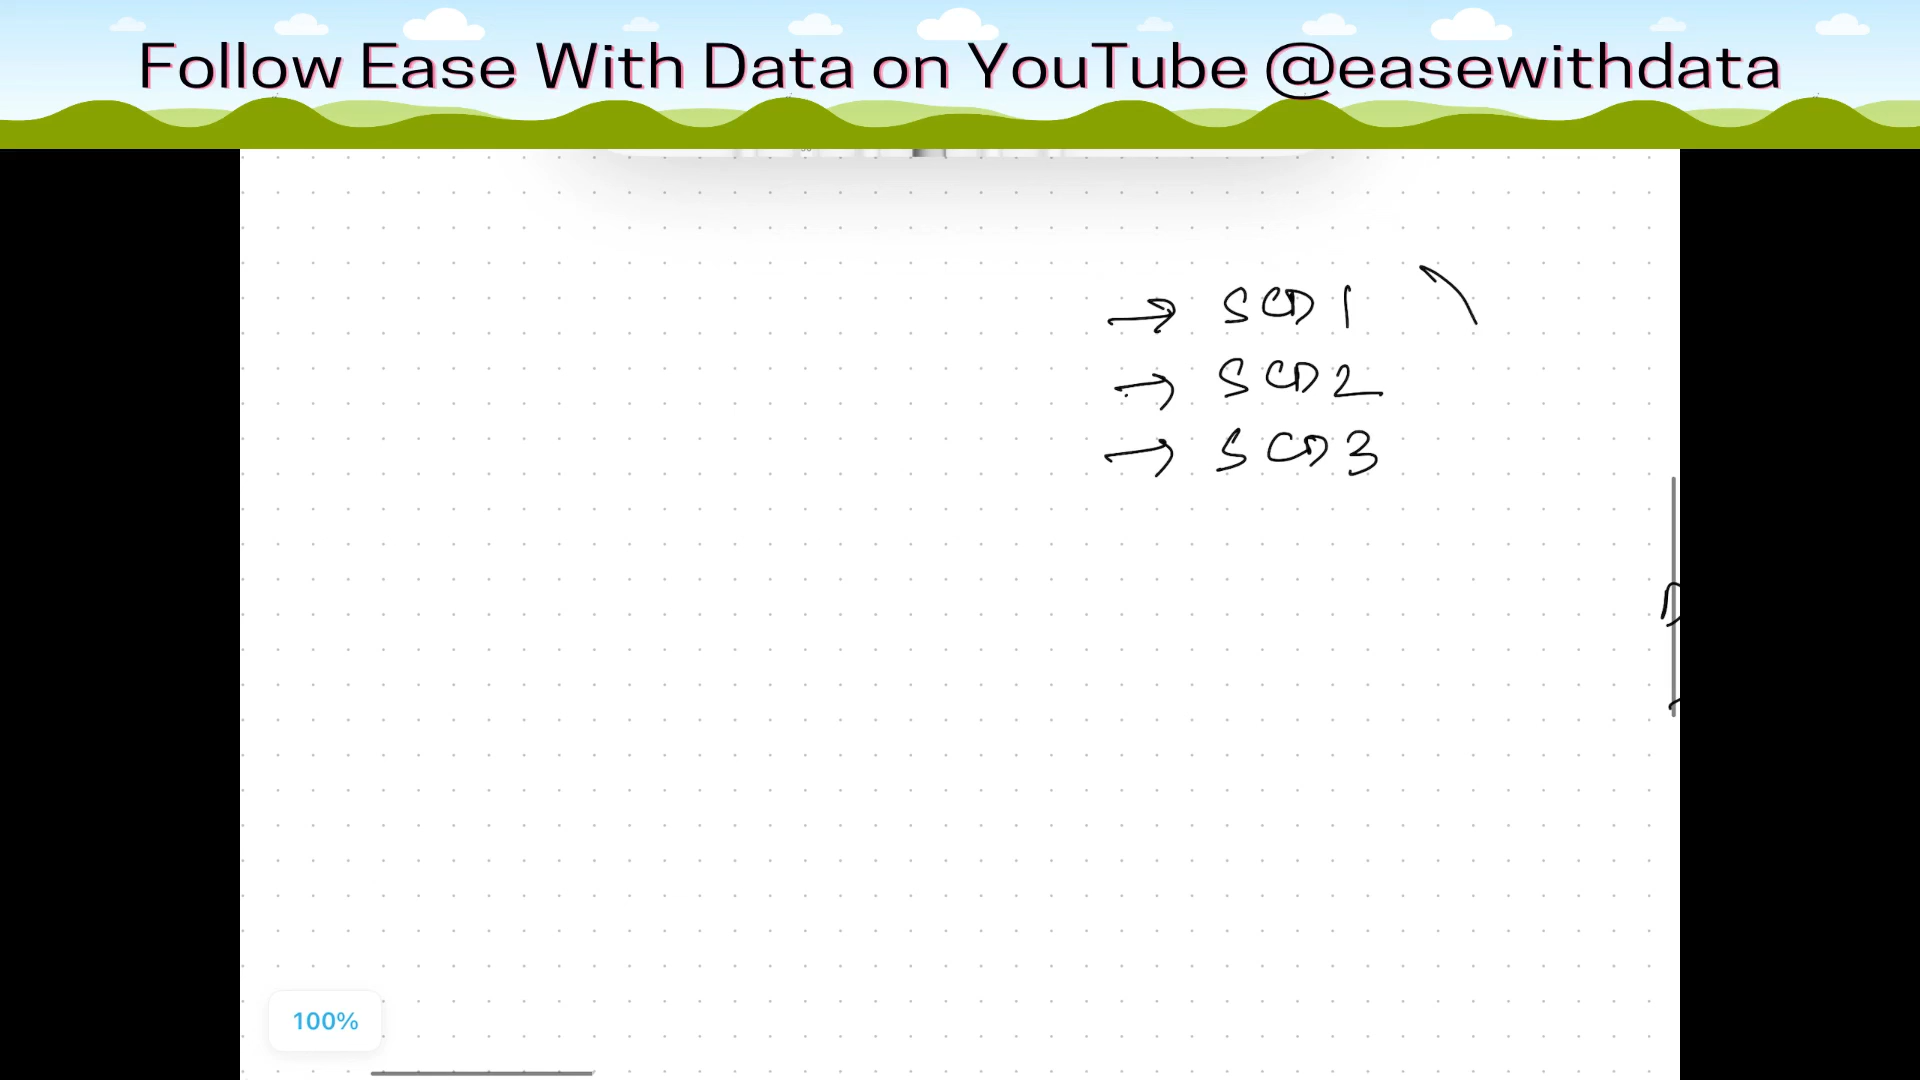 Follow Ease With Data on YouTube @easewithdata
→ SCD 1
→ SCD 2
→ SCD 3
100%